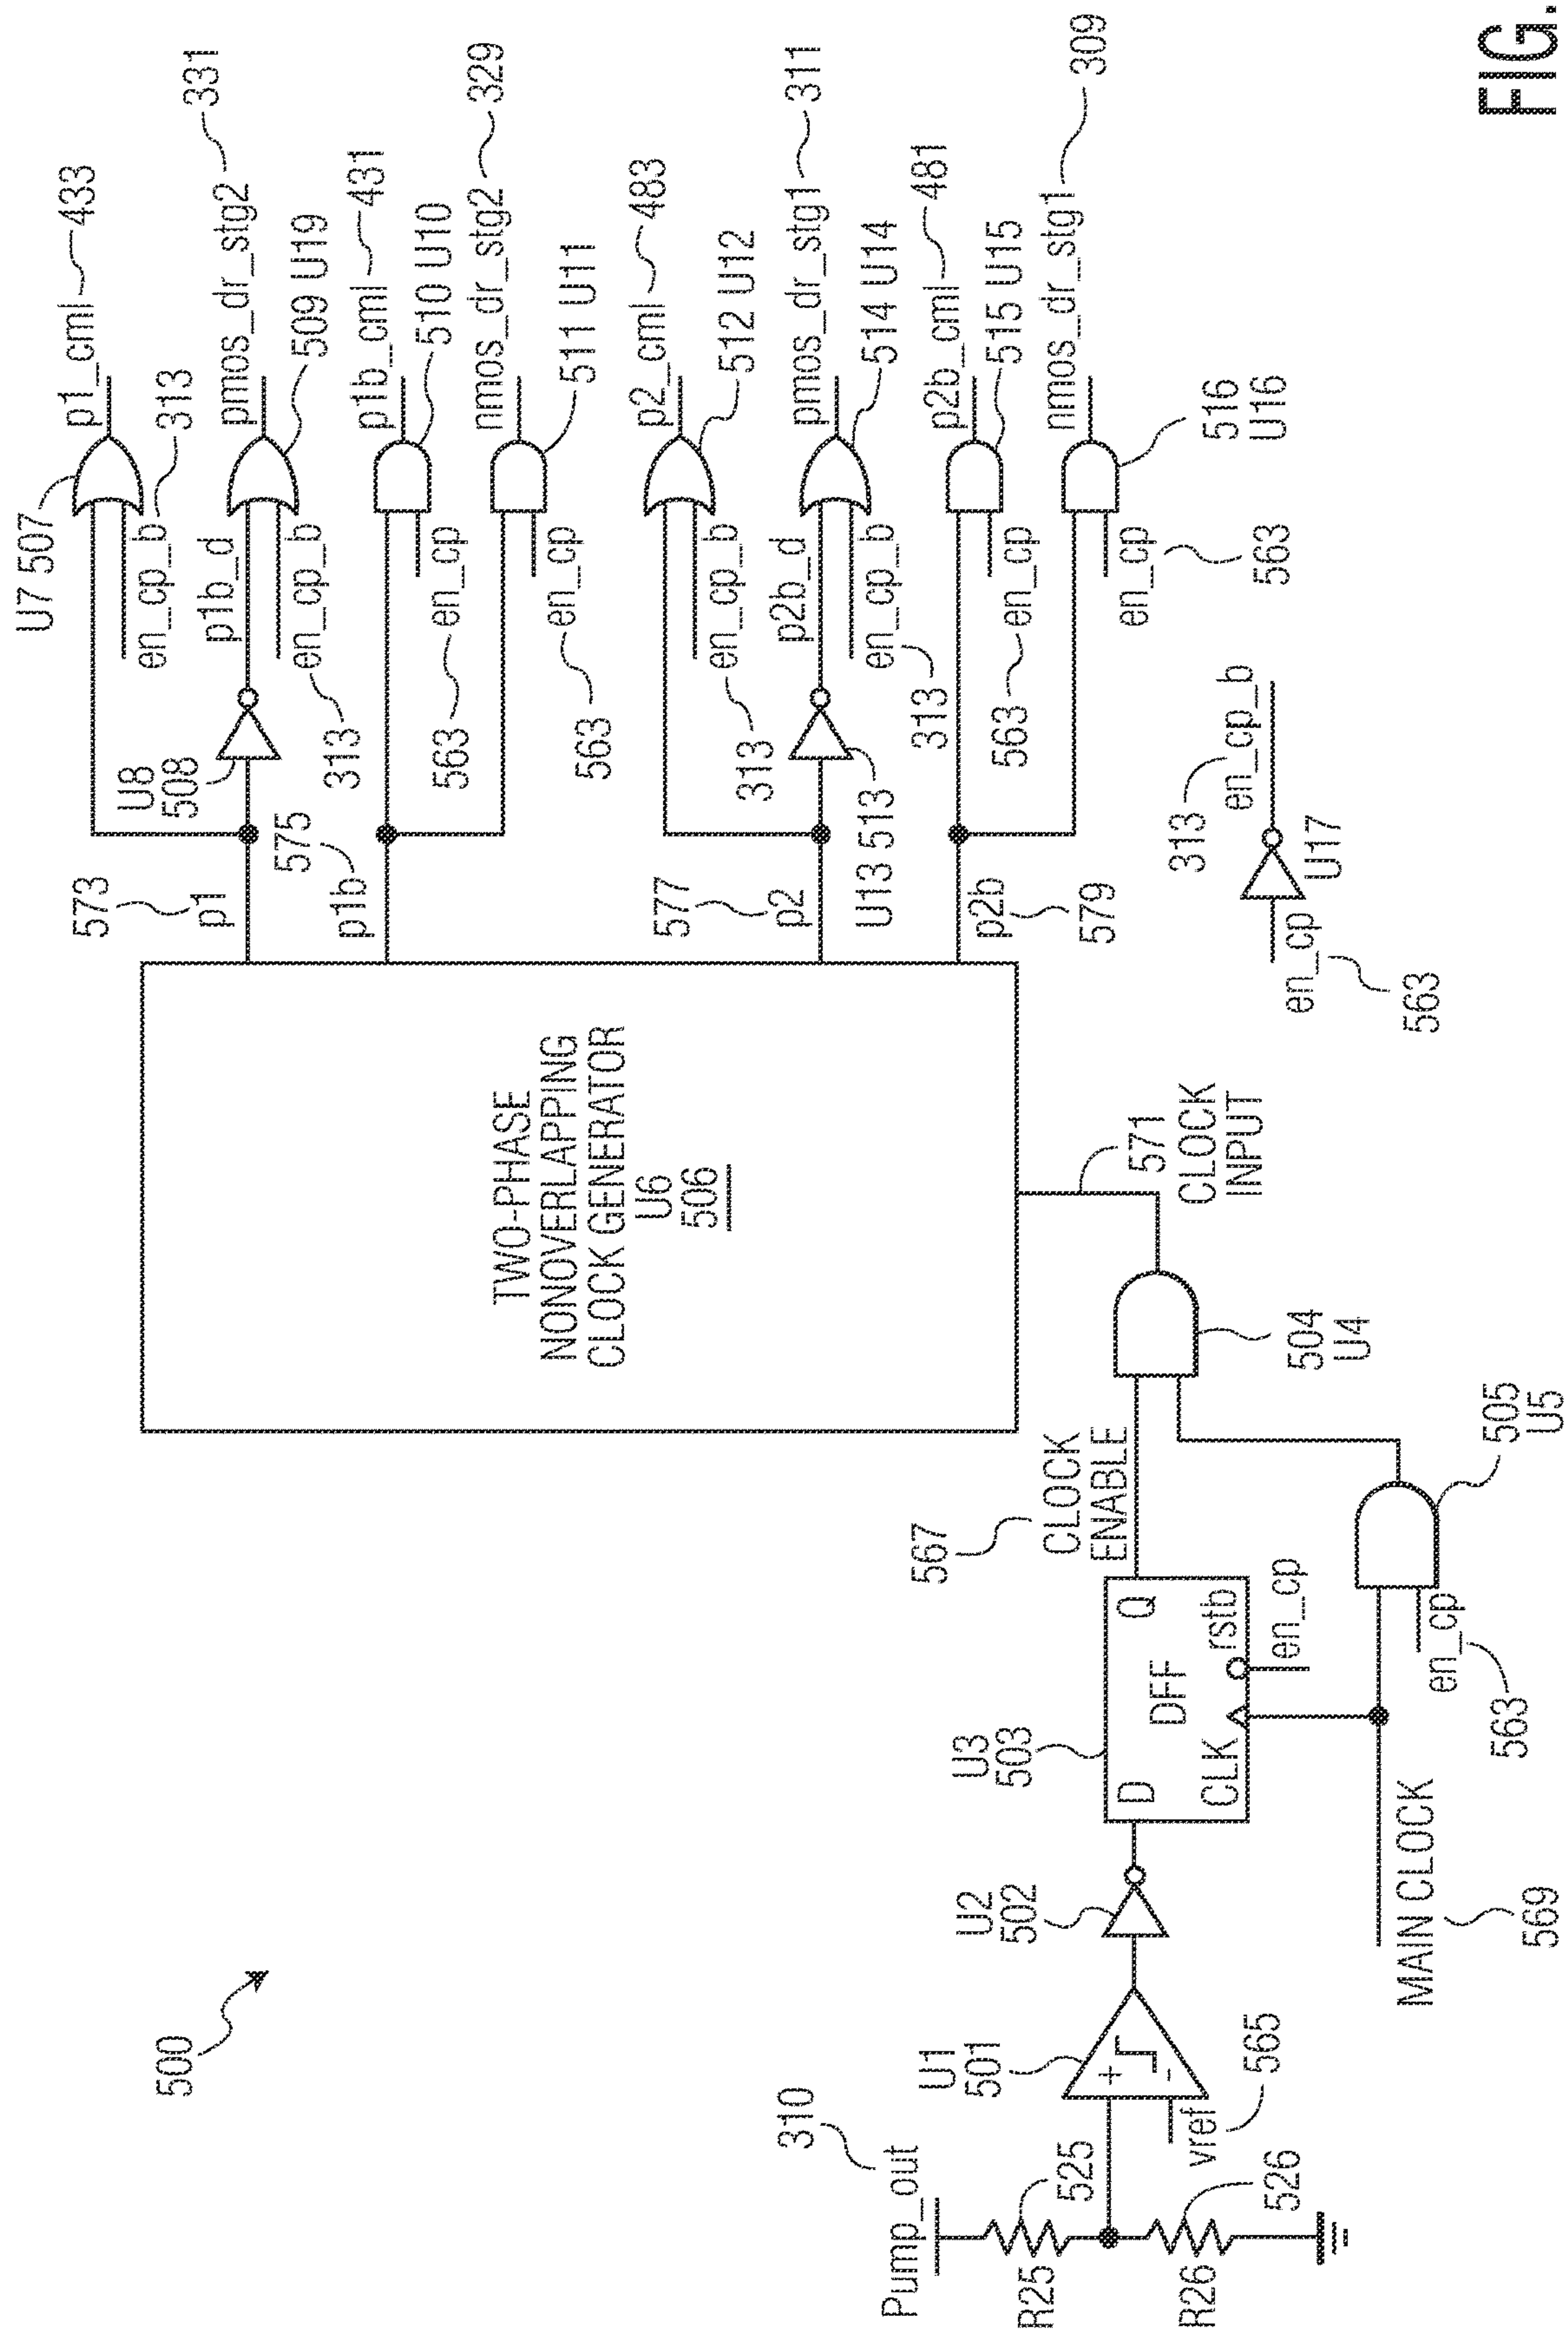 500
Pump_out
310
R25
525
R26
526
U1
501
+
-
vref
565
U2
502
U3
503
D
Q
DFF
CLK
rstb
en_cp
567
CLOCK
ENABLE
MAIN CLOCK
569
en_cp
563
505
U5
504
U4
571
CLOCK
INPUT
TWO-PHASE
NONOVERLAPPING
CLOCK GENERATOR
U6
506
573
p1
575
p1b
577
p2
p2b
579
U7 507
en_cp_b
313
p1_cml
433
U8
508
p1b_d
en_cp_b
313
pmos_dr_stg2
331
509 U19
563
en_cp
p1b_cml
431
510 U10
en_cp
563
nmos_dr_stg2
329
511 U11
en_cp_b
313
p2_cml
483
512 U12
U13 513
p2b_d
en_cp_b
313
pmos_dr_stg1
311
514 U14
563
en_cp
p2b_cml
481
515 U15
en_cp
563
nmos_dr_stg1
309
516
U16
en_cp
563
U17
313
en_cp_b
FIG.